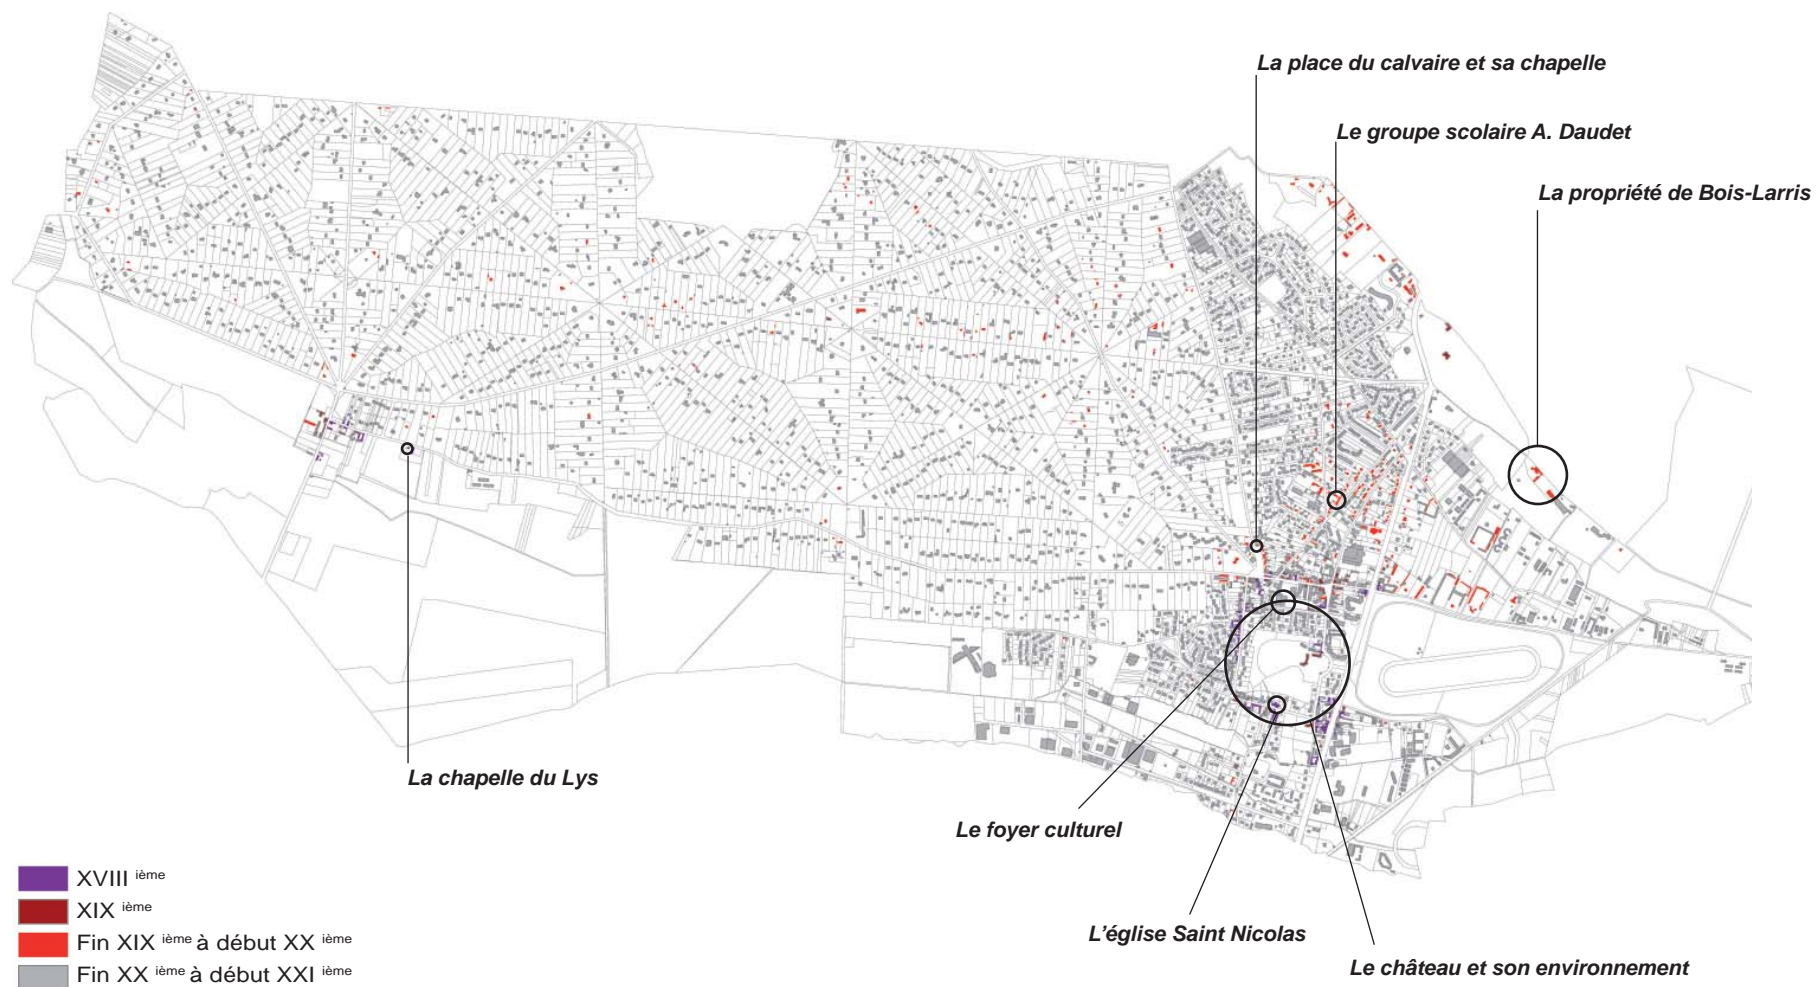 La place du calvaire et sa chapelle
Le groupe scolaire A. Daudet
La propriété de Bois-Larris
La chapelle du Lys
Le foyer culturel
L'église Saint Nicolas
Le château et son environnement
XVIII ième
XIX ième
Fin XIX ième à début XX ième
Fin XX ième à début XXI ième